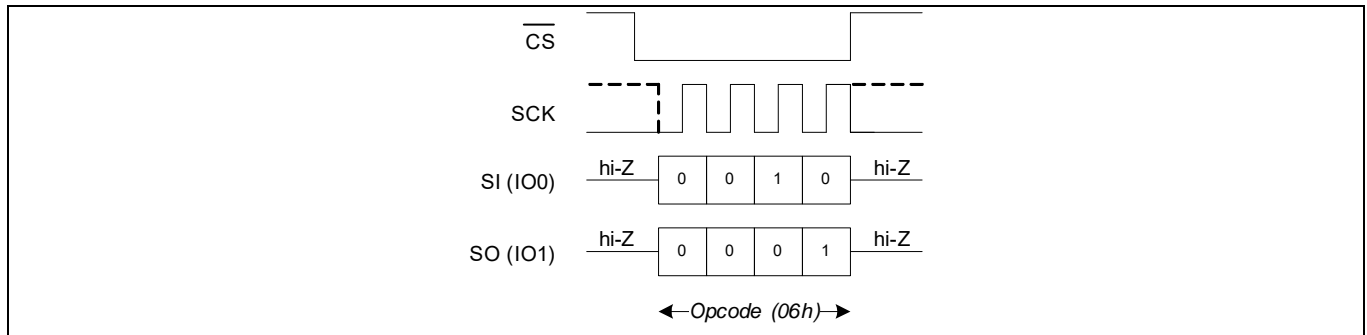 CS
SCK
hi-Z hi-Z
SI (IO0) 0 0 1 0
hi-Z hi-Z
SO (IO1) 0 0 0 1
Opcode (06h)